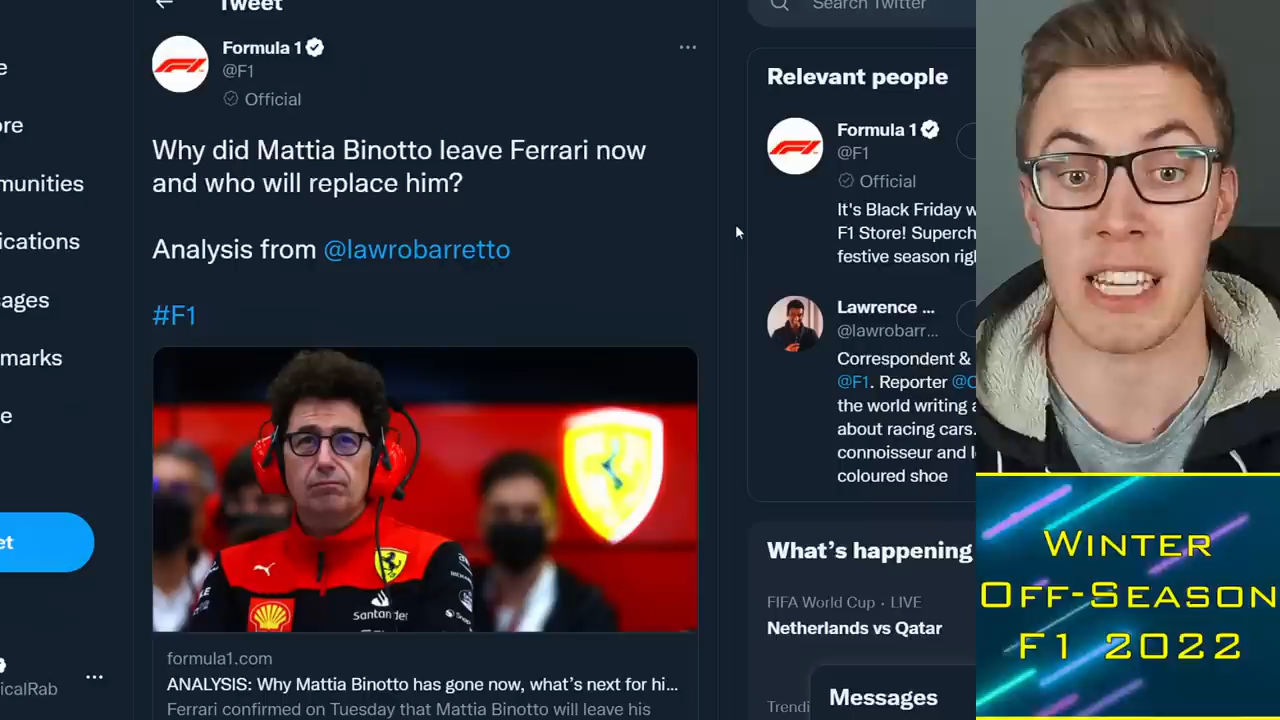 Tweet
Search Twitter
Formula 1
@F1
Official
Why did Mattia Binotto leave Ferrari now
and who will replace him?
Analysis from @lawrobarretto
#F1
Santander
formula1.com
ANALYSIS: Why Mattia Binotto has gone now, what's next for hi...
Ferrari confirmed on Tuesday that Mattia Binotto will leave his
e
ore
munities
ications
sages
marks
e
et
icalRab
Relevant people
Formula 1
@F1
Official
It's Black Friday w
F1 Store! Superch
festive season rig
Lawrence ...
@lawrobarr...
Correspondent &
@F1. Reporter @C
the world writing a
about racing cars.
connoisseur and l
coloured shoe
What's happening
FIFA World Cup · LIVE
Netherlands vs Qatar
Trendi
Messages
Winter
Off-Season
F1 2022